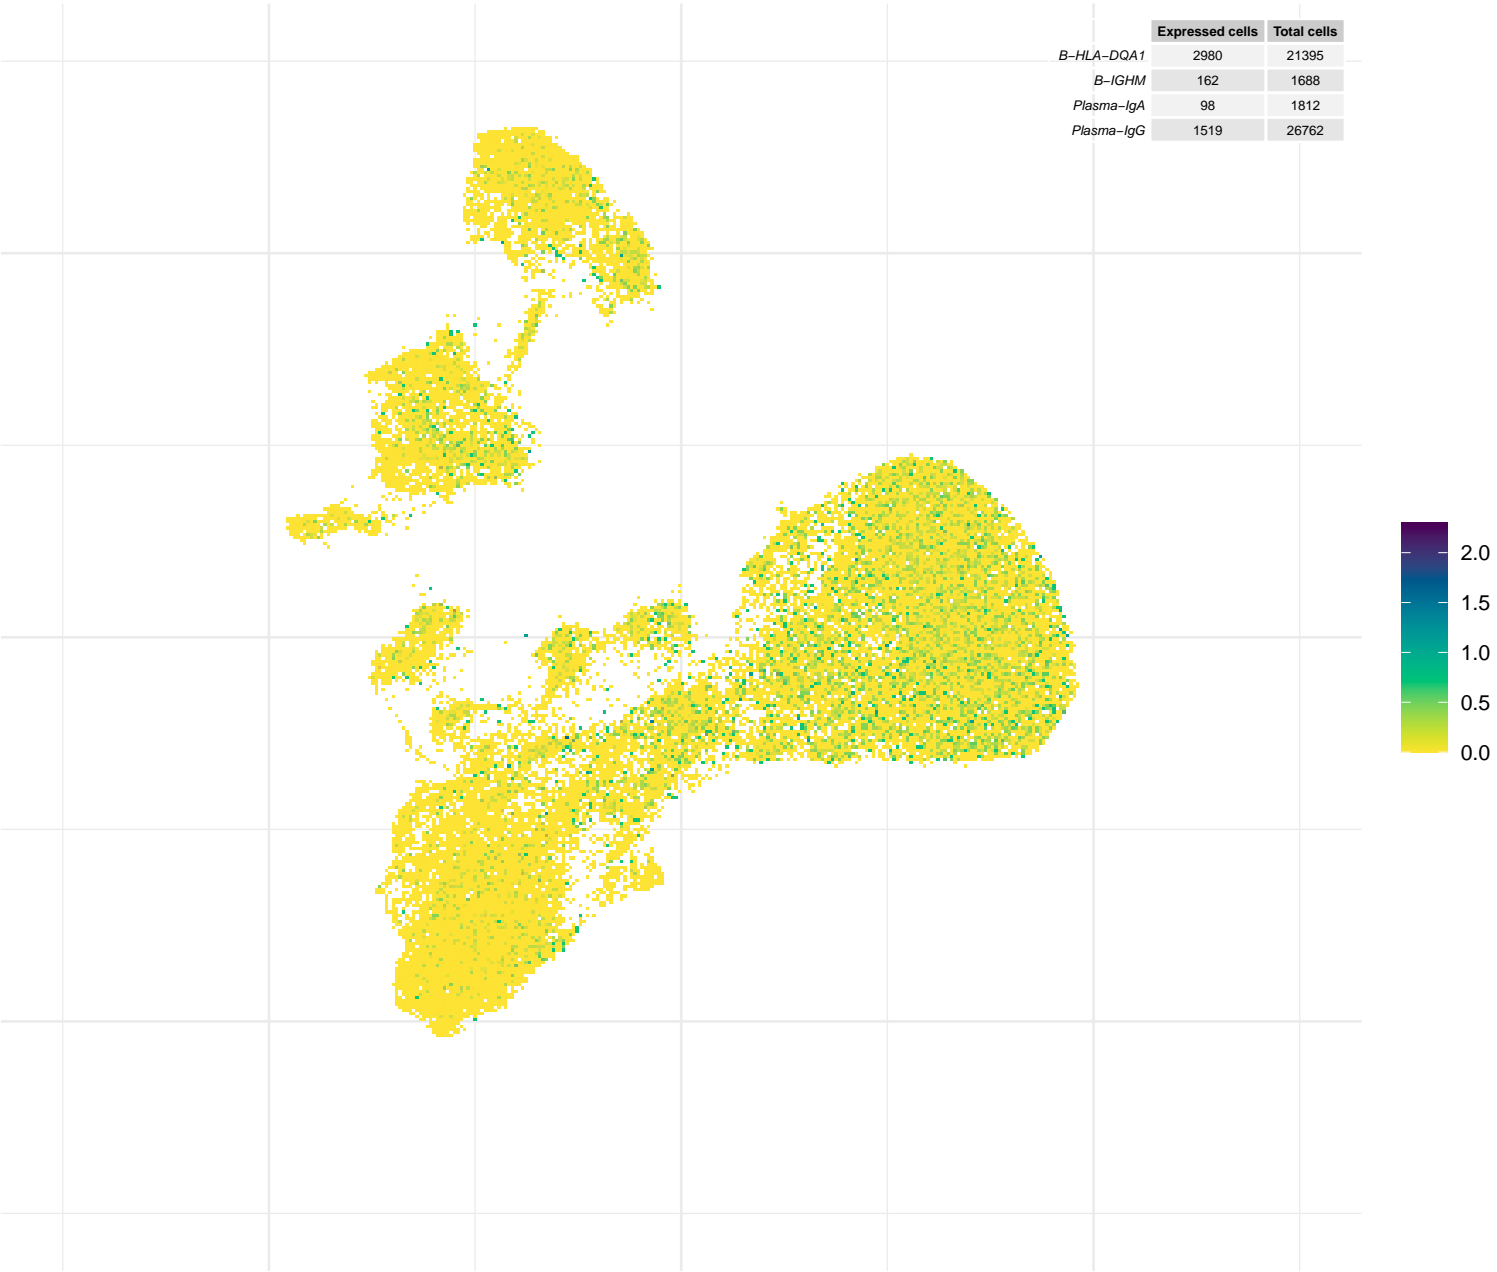 Expressed cells Total cells
B−HLA−DQA1 2980 21395
B−IGHM 162 1688
Plasma−IgA 98 1812
Plasma−IgG 1519 26762
2.0
1.5
1.0
0.5
0.0